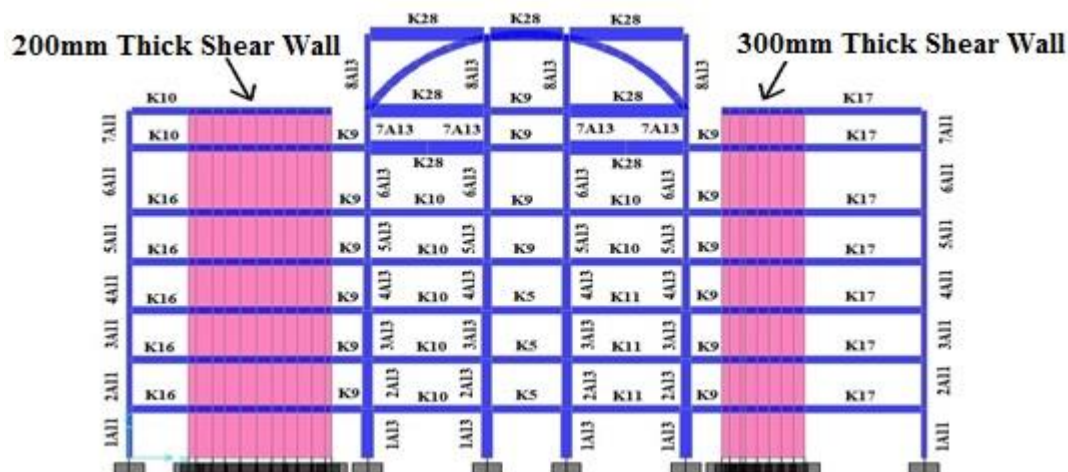 K28 K28 K28
200mm Thick Shear Wall
300mm Thick Shear Wall
8A13 8A13 8A13 8A13
K10 K28 K9 K28 K17
7A11 K10 K9 7A13 7A13 K9 7A13 7A13 K9 K17 7A11
K28 K28
6A11 6A13 6A13 6A13 6A13 6A11
K16 K9 K10 K9 K10 K9 K17
5A11 5A13 5A13 5A13 5A13 5A11
K16 K9 K10 K9 K10 K9 K17
4A11 4A13 4A13 4A13 4A13 4A11
K16 K9 K10 K5 K11 K9 K17
3A11 3A13 3A13 3A13 3A13 3A11
K16 K9 K10 K5 K11 K9 K17
2A11 2A13 2A13 2A13 2A13 2A11
K16 K9 K10 K5 K11 K9 K17
1A11 1A13 1A13 1A13 1A13 1A11